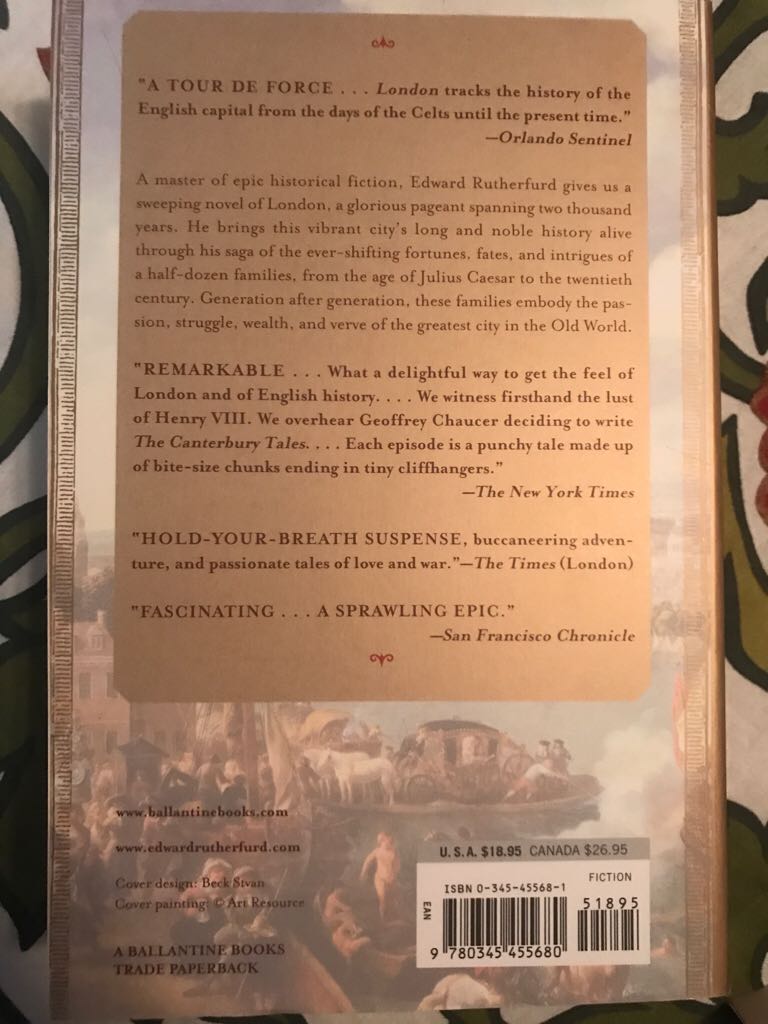 "A TOUR DE FORCE . . . London tracks the history of the
English capital from the days of the Celts until the present time."
—Orlando Sentinel
A master of epic historical fiction, Edward Rutherfurd gives us a
sweeping novel of London, a glorious pageant spanning two thousand
years. He brings this vibrant city's long and noble history alive
through his saga of the ever-shifting fortunes, fates, and intrigues of
a half-dozen families, from the age of Julius Caesar to the twentieth
century. Generation after generation, these families embody the pas-
sion, struggle, wealth, and verve of the greatest city in the Old World.
"REMARKABLE . . . What a delightful way to get the feel of
London and of English history. . . . We witness firsthand the lust
of Henry VIII. We overhear Geoffrey Chaucer deciding to write
The Canterbury Tales. . . . Each episode is a punchy tale made up
of bite-size chunks ending in tiny cliffhangers."
—The New York Times
"HOLD-YOUR-BREATH SUSPENSE, buccaneering adven-
ture, and passionate tales of love and war."—The Times (London)
"FASCINATING . . . A SPRAWLING EPIC."
—San Francisco Chronicle
www.ballantinebooks.com
www.edwardrutherfurd.com
Cover design: Beck Stvan
Cover painting: © Art Resource
A BALLANTINE BOOKS
TRADE PAPERBACK
U.S.A. $18.95 CANADA $26.95
FICTION
ISBN 0-345-45568-1
51895
EAN
9 780345 455680